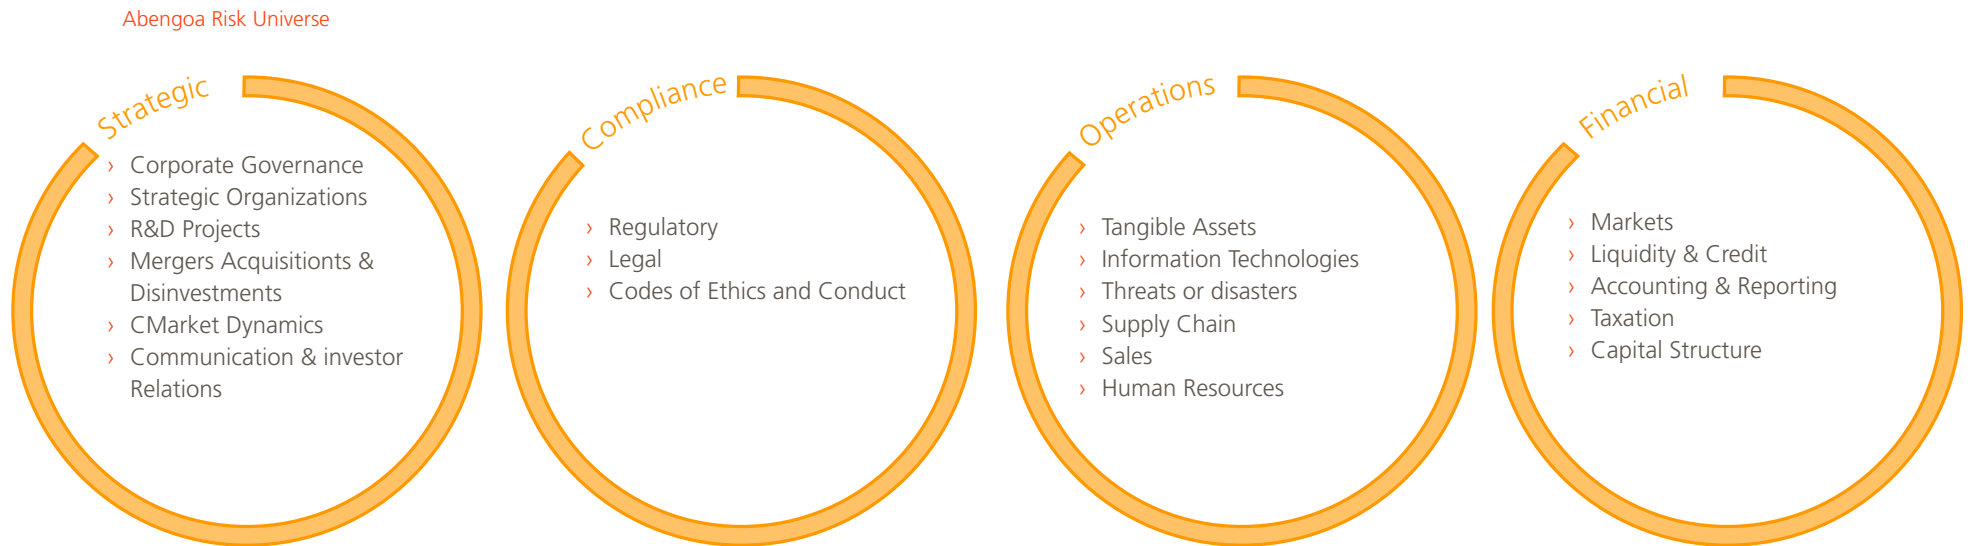 Abengoa Risk Universe
Strategic
› Corporate Governance
› Strategic Organizations
› R&D Projects
› Mergers Acquisitionts &
Disinvestments
› CMarket Dynamics
› Communication & investor
Relations
Compliance
› Regulatory
› Legal
› Codes of Ethics and Conduct
Operations
› Tangible Assets
› Information Technologies
› Threats or disasters
› Supply Chain
› Sales
› Human Resources
Financial
› Markets
› Liquidity & Credit
› Accounting & Reporting
› Taxation
› Capital Structure